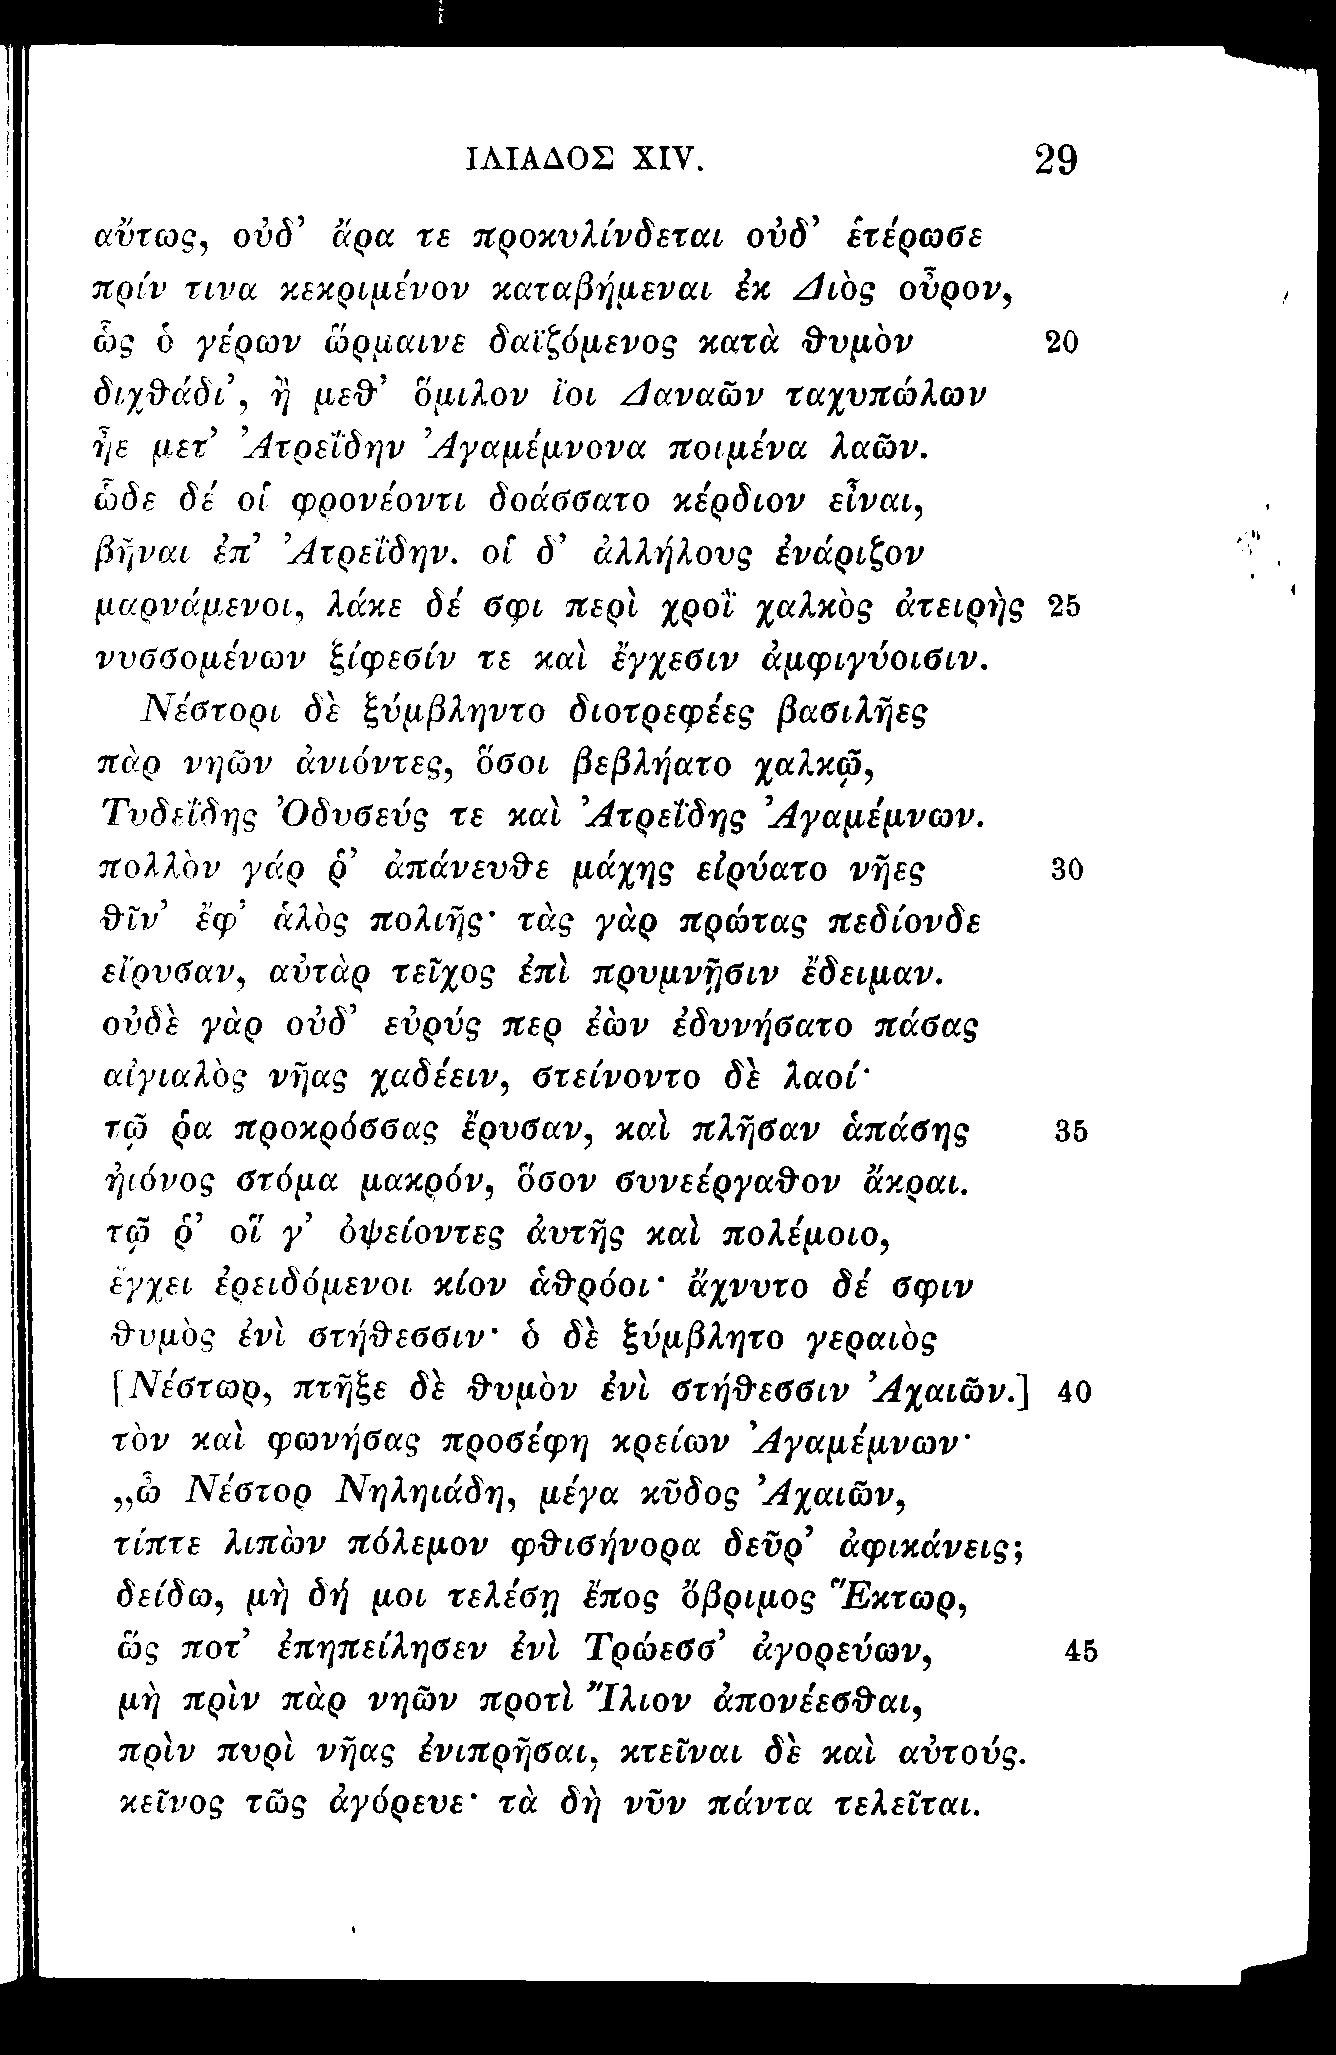 ΙΛΙΑΔΟΣ XIV. 29
αὔτως, οὐδ’ ἄρα τε προκυλίνδεται οὐδ’ ἑτέρωσε
πρίν τινα κεκριμένον καταβήμεναι ἐκ Διὸς οὖρον,
ὣς ὁ γέρων ὥρμαινε δαϊζόμενος κατὰ θυμὸν 20
διχθάδι’, ἢ μεθ’ ὅμιλον ἴοι Δαναῶν ταχυπώλων
ἦε μετ’ Ἀτρεΐδην Ἀγαμέμνονα ποιμένα λαῶν.
ὧδε δέ οἱ φρονέοντι δοάσσατο κέρδιον εἶναι,
βῆναι ἐπ’ Ἀτρεΐδην. οἱ δ’ ἀλλήλους ἐνάριζον
μαρνάμενοι, λάκε δέ σφι περὶ χροῒ χαλκὸς ἀτειρὴς 25
νυσσομένων ξίφεσίν τε καὶ ἔγχεσιν ἀμφιγύοισιν.
Νέστορι δὲ ξύμβληντο διοτρεφέες βασιλῆες
πὰρ νηῶν ἀνιόντες, ὅσοι βεβλήατο χαλκῷ,
Τυδεΐδης Ὀδυσεύς τε καὶ Ἀτρεΐδης Ἀγαμέμνων.
πολλὸν γάρ ῥ’ ἀπάνευθε μάχης εἰρύατο νῆες 30
θῖν’ ἔφ’ ἁλὸς πολιῆς· τὰς γὰρ πρώτας πεδίονδε
εἴρυσαν, αὐτὰρ τεῖχος ἐπὶ πρυμνῇσιν ἔδειμαν.
οὐδὲ γὰρ οὐδ’ εὐρύς περ ἐὼν ἐδυνήσατο πάσας
αἰγιαλὸς νῆας χαδέειν, στείνοντο δὲ λαοί·
τῷ ῥα προκρόσσας ἔρυσαν, καὶ πλῆσαν ἁπάσης 35
ἠιόνος στόμα μακρόν, ὅσον συνεέργαθον ἄκραι.
τῷ ῥ’ οἵ γ’ ὀψείοντες ἀυτῆς καὶ πολέμοιο,
ἔγχει ἐρειδόμενοι κίον ἀθρόοι· ἄχνυτο δέ σφιν
θυμὸς ἐνὶ στήθεσσιν· ὁ δὲ ξύμβλητο γεραιὸς
[Νέστωρ, πτῆξε δὲ θυμὸν ἐνὶ στήθεσσιν Ἀχαιῶν.] 40
τὸν καὶ φωνήσας προσέφη κρείων Ἀγαμέμνων·
„ὦ Νέστορ Νηληιάδη, μέγα κῦδος Ἀχαιῶν,
τίπτε λιπὼν πόλεμον φθισήνορα δεῦρ’ ἀφικάνεις;
δείδω, μὴ δή μοι τελέσῃ ἔπος ὄβριμος Ἕκτωρ,
ὥς ποτ’ ἐπηπείλησεν ἐνὶ Τρώεσσ’ ἀγορεύων, 45
μὴ πρὶν πὰρ νηῶν προτὶ Ἴλιον ἀπονέεσθαι,
πρὶν πυρὶ νῆας ἐνιπρῆσαι, κτεῖναι δὲ καὶ αὐτούς.
κεῖνος τῶς ἀγόρευε· τὰ δὴ νῦν πάντα τελεῖται.